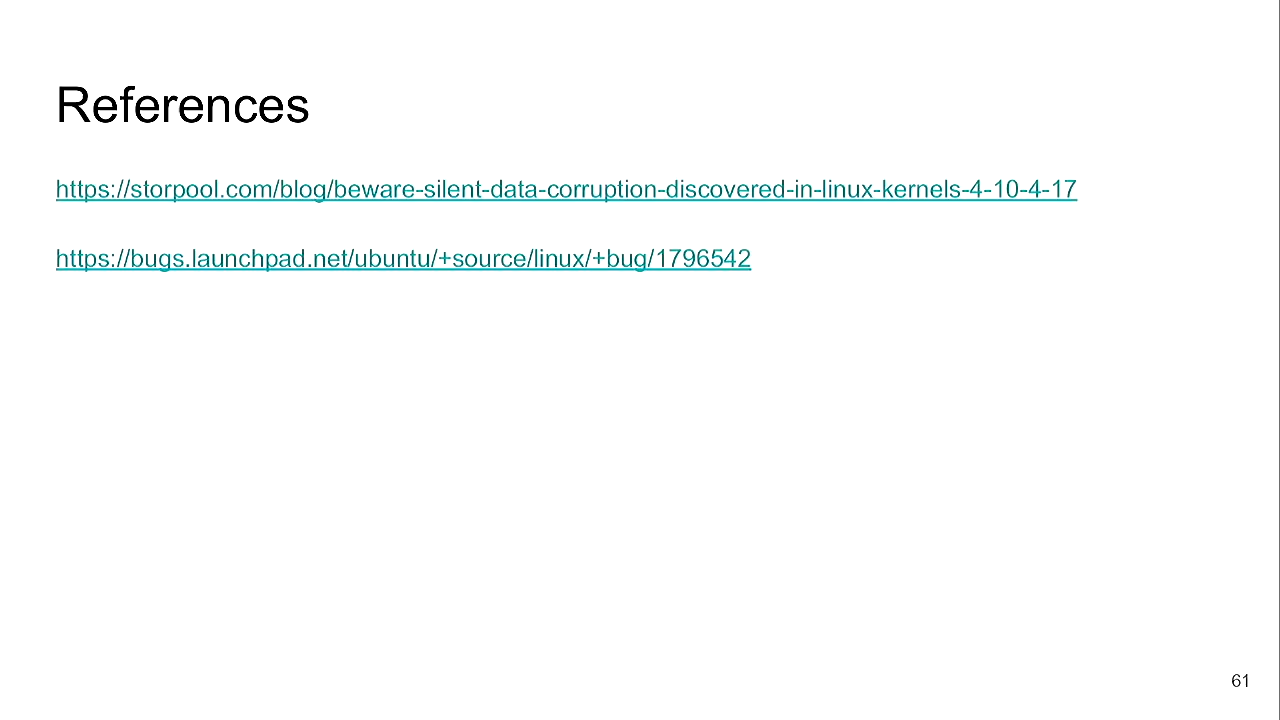 References
https://storpool.com/blog/beware-silent-data-corruption-discovered-in-linux-kernels-4-10-4-17
https://bugs.launchpad.net/ubuntu/+source/linux/+bug/1796542
61